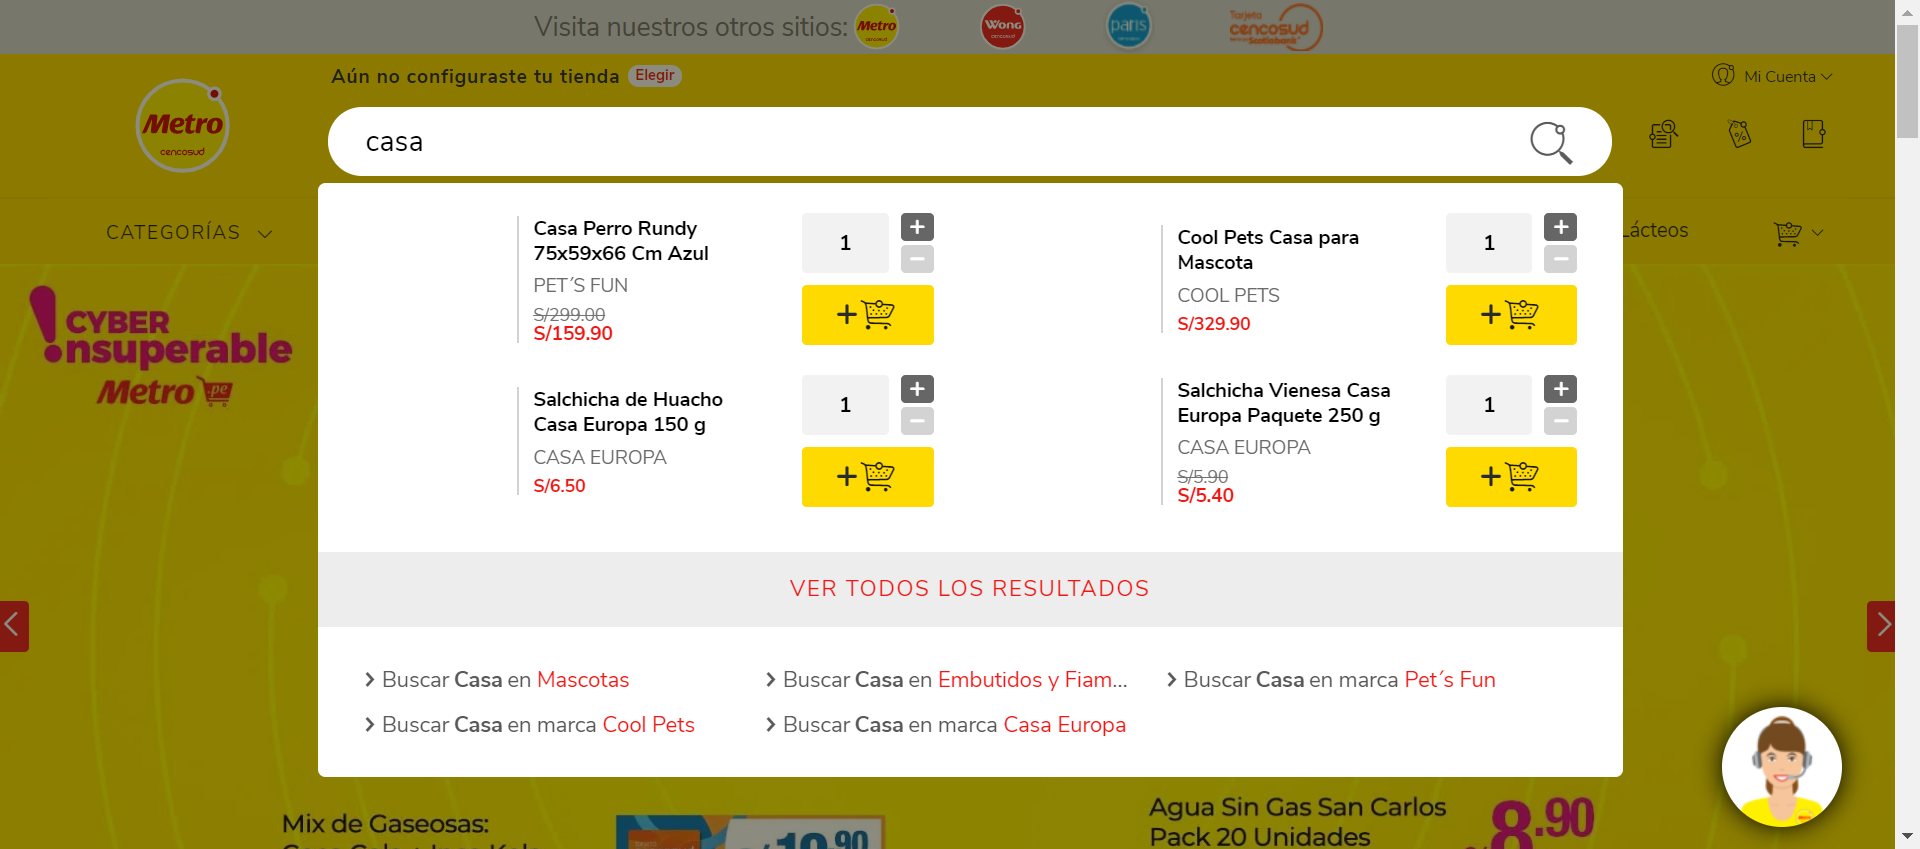 Visita nuestros otros sitios:
Metro
cencosud
Wong
cencosud
paris
cencosud
Tarjeta
cencosud
Scotiabank
Aún no configuraste tu tienda Elegir
Mi Cuenta
Metro
cencosud
casa
CATEGORÍAS
Lácteos
Casa Perro Rundy
75x59x66 Cm Azul
PET´S FUN
S/299.00
S/159.90
1
+
−
+
Cool Pets Casa para
Mascota
COOL PETS
S/329.90
1
+
−
+
Salchicha de Huacho
Casa Europa 150 g
CASA EUROPA
S/6.50
1
+
−
+
Salchicha Vienesa Casa
Europa Paquete 250 g
CASA EUROPA
S/5.90
S/5.40
1
+
−
+
CYBER
!nsuperable
Metro.pe
VER TODOS LOS RESULTADOS
Buscar Casa en Mascotas
Buscar Casa en Embutidos y Fiam...
Buscar Casa en marca Pet´s Fun
Buscar Casa en marca Cool Pets
Buscar Casa en marca Casa Europa
Mix de Gaseosas:
Agua Sin Gas San Carlos
Pack 20 Unidades
8.90